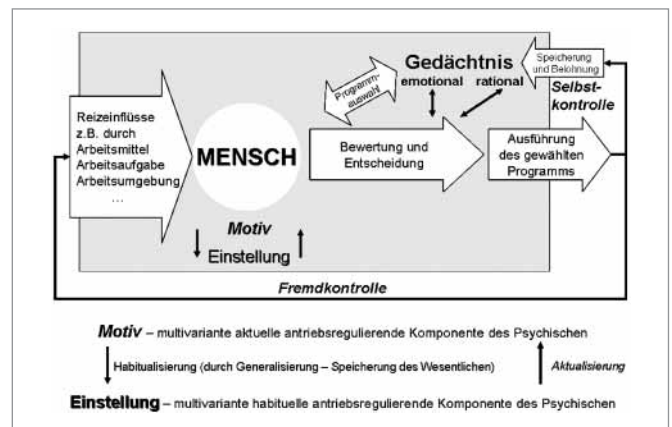 Gedächtnis
emotional rational
Programm-
auswahl
Speicherung
und Belohnung
Selbst-
kontrolle
Reizeinflüsse
z.B. durch
Arbeitsmittel
Arbeitsaufgabe
Arbeitsumgebung
...
MENSCH
Bewertung und
Entscheidung
Ausführung
des gewählten
Programms
Motiv
Einstellung
Fremdkontrolle
Motiv – multivariante aktuelle antriebsregulierende Komponente des Psychischen
Habitualisierung (durch Generalisierung – Speicherung des Wesentlichen)
Aktualisierung
Einstellung – multivariante habituelle antriebsregulierende Komponente des Psychischen